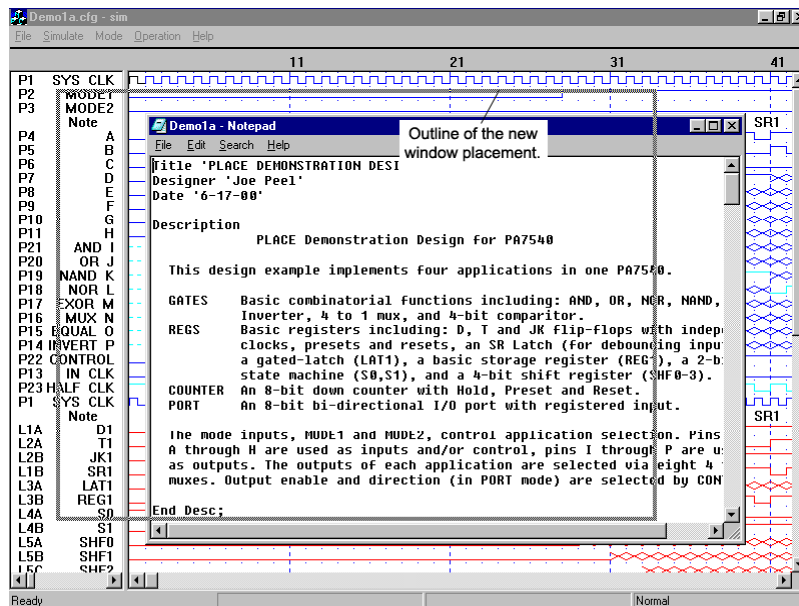 Demo1a.cfg - sim
File Simulate Mode Operation Help
11 21 31 41
P1 SYS CLK
P2 MODE1
P3 MODE2
Note SR1
P4 A
P5 B
P6 C
P7 D
P8 E
P9 F
P10 G
P11 H
P21 AND I
P20 OR J
P19 NAND K
P18 NOR L
P17 EXOR M
P16 MUX N
P15 EQUAL O
P14 INVERT P
P22 CONTROL
P13 IN CLK
P23 HALF CLK
P1 SYS CLK
Note SR1
L1A D1
L2A T1
L2B JK1
L1B SR1
L3A LAT1
L3B REG1
L4A S0
L4B S1
L5A SHF0
L5B SHF1
L5C SHF2
Demo1a - Notepad
File Edit Search Help
Outline of the new
window placement.
Title 'PLACE DEMONSTRATION DESI
Designer 'Joe Peel'
Date '6-17-00'
Description
PLACE Demonstration Design for PA7540
This design example implements four applications in one PA7540.
GATES Basic combinatorial functions including: AND, OR, NOR, NAND,
Inverter, 4 to 1 mux, and 4-bit comparitor.
REGS Basic registers including: D, T and JK flip-flops with indep
clocks, presets and resets, an SR Latch (for debouncing input
a gated-latch (LAT1), a basic storage register (REG1), a 2-b
state machine (S0,S1), and a 4-bit shift register (SHF0-3).
COUNTER An 8-bit down counter with Hold, Preset and Reset.
PORT An 8-bit bi-directional I/O port with registered input.
The mode inputs, MODE1 and MODE2, control application selection. Pins
A through H are used as inputs and/or control, pins I through P are u
as outputs. The outputs of each application are selected via eight 4
muxes. Output enable and direction (in PORT mode) are selected by CON
End Desc;
Ready Normal